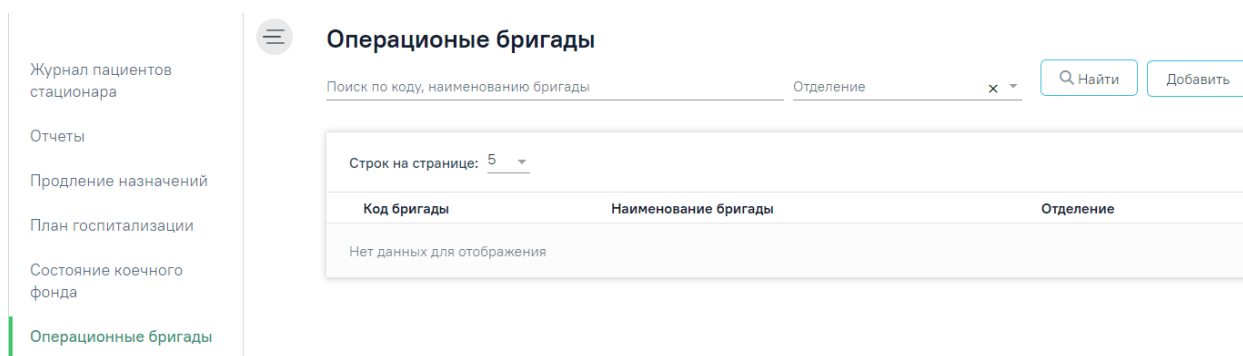 Операционые бригады
Журнал пациентов
стационара
Отчеты
Продление назначений
План госпитализации
Состояние коечного
фонда
Операционные бригады
Поиск по коду, наименованию бригады
Отделение
Найти
Добавить
Строк на странице: 5
Код бригады Наименование бригады Отделение
Нет данных для отображения